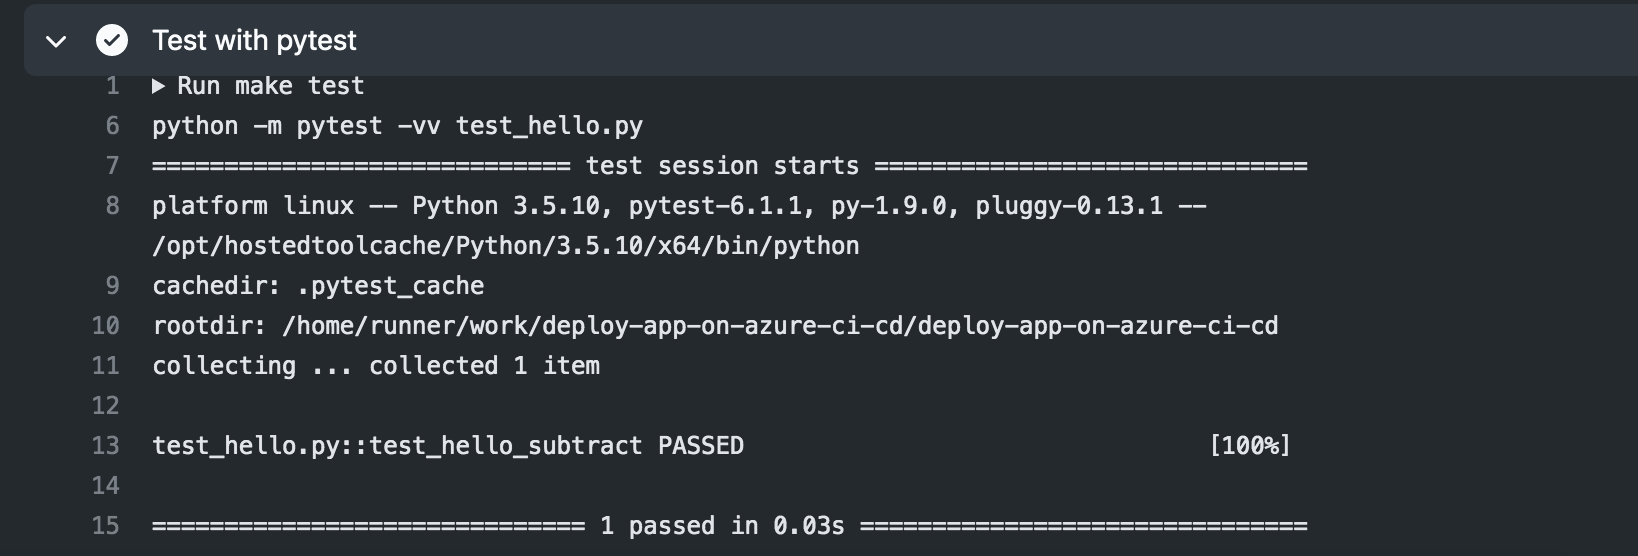 Test with pytest
1 ▶ Run make test
6 python -m pytest -vv test_hello.py
7 ============================= test session starts ==============================
8 platform linux -- Python 3.5.10, pytest-6.1.1, py-1.9.0, pluggy-0.13.1 --
/opt/hostedtoolcache/Python/3.5.10/x64/bin/python
9 cachedir: .pytest_cache
10 rootdir: /home/runner/work/deploy-app-on-azure-ci-cd/deploy-app-on-azure-ci-cd
11 collecting ... collected 1 item
12
13 test_hello.py::test_hello_subtract PASSED [100%]
14
15 ============================== 1 passed in 0.03s ===============================